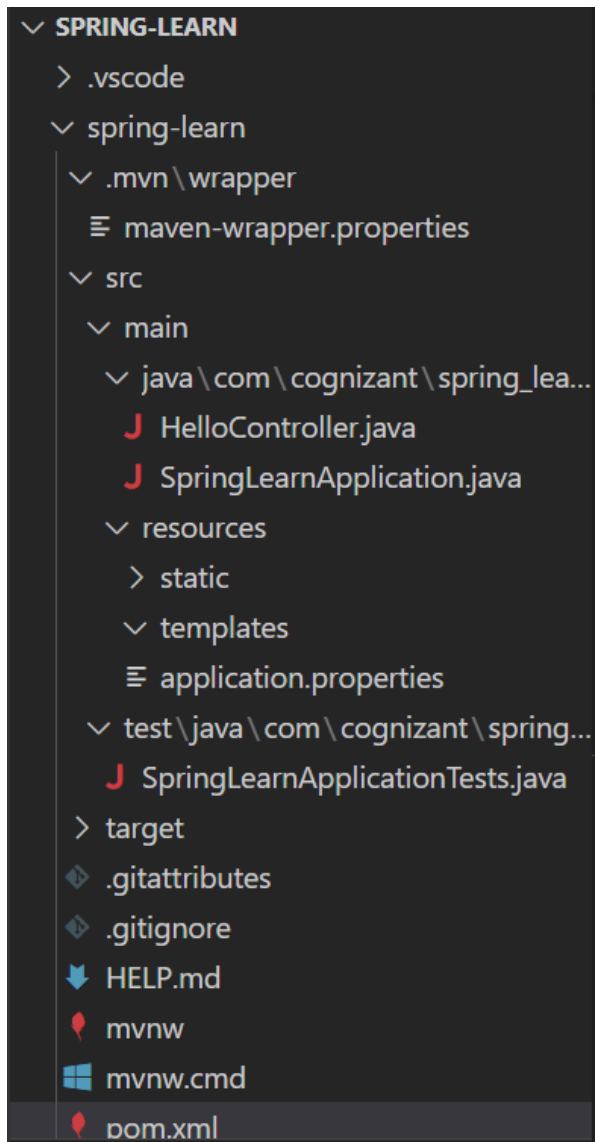 SPRING-LEARN
.vscode
spring-learn
.mvn\wrapper
maven-wrapper.properties
src
main
java\com\cognizant\spring_lea...
HelloController.java
SpringLearnApplication.java
resources
static
templates
application.properties
test\java\com\cognizant\spring...
SpringLearnApplicationTests.java
target
.gitattributes
.gitignore
HELP.md
mvnw
mvnw.cmd
pom.xml